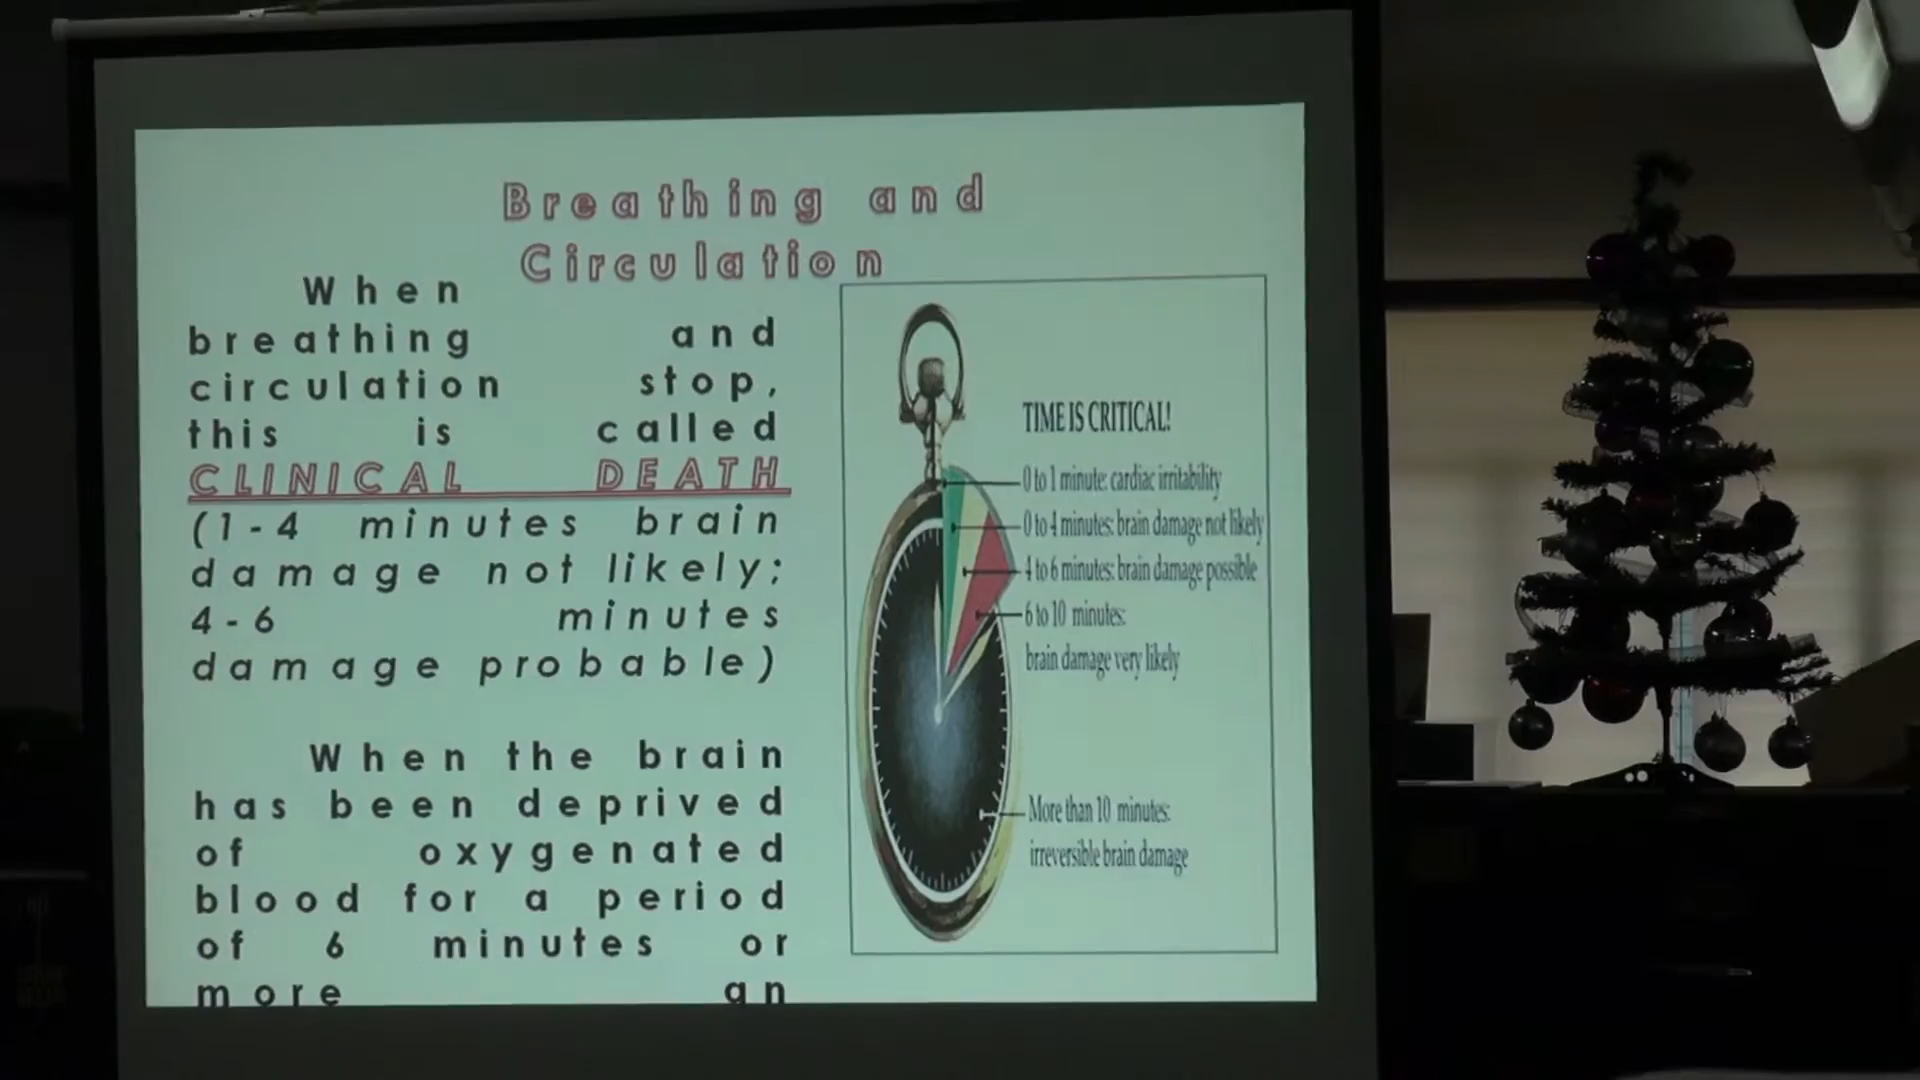 Breathing and
Circulation
When
breathing and
circulation stop,
this is called
CLINICAL DEATH
(1-4 minutes brain
damage not likely;
4-6 minutes
damage probable)
When the brain
has been deprived
of oxygenated
blood for a period
of 6 minutes or
more an
TIME IS CRITICAL!
0 to 1 minute: cardiac irritability
0 to 4 minutes: brain damage not likely
4 to 6 minutes: brain damage possible
6 to 10 minutes:
brain damage very likely
More than 10 minutes:
irreversible brain damage